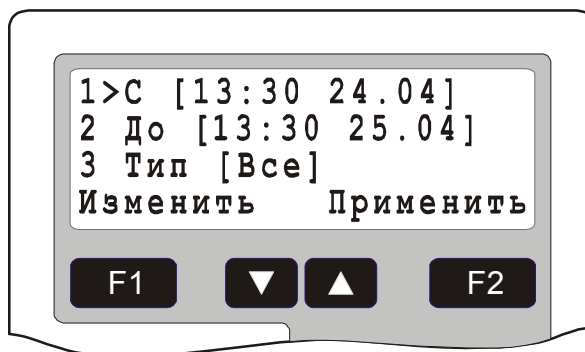 1>С [13:30 24.04]
2 До [13:30 25.04]
3 Тип [Все]
Изменить Применить
F1 ▼ ▲ F2